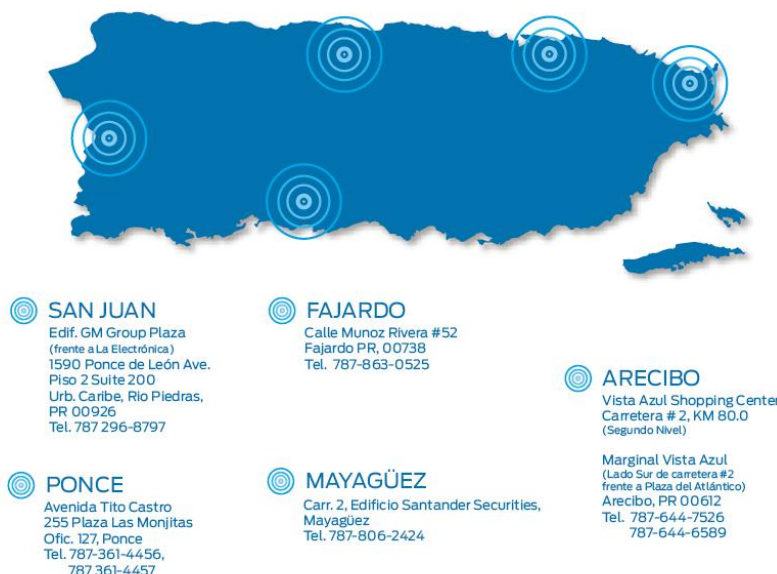 SAN JUAN
Edif. GM Group Plaza
(frente a La Electrónica)
1590 Ponce de León Ave.
Piso 2 Suite 200
Urb. Caribe, Rio Piedras,
PR 00926
Tel. 787 296-8797
FAJARDO
Calle Munoz Rivera #52
Fajardo PR, 00738
Tel. 787-863-0525
ARECIBO
Vista Azul Shopping Center
Carretera # 2, KM 80.0
(Segundo Nivel)
Marginal Vista Azul
(Lado Sur de carretera #2
frente a Plaza del Atlántico)
Arecibo, PR 00612
Tel. 787-644-7526
787-644-6589
PONCE
Avenida Tito Castro
255 Plaza Las Monjitas
Ofic. 127, Ponce
Tel. 787-361-4456,
787 361-4457
MAYAGÜEZ
Carr. 2, Edificio Santander Securities,
Mayagüez
Tel. 787-806-2424